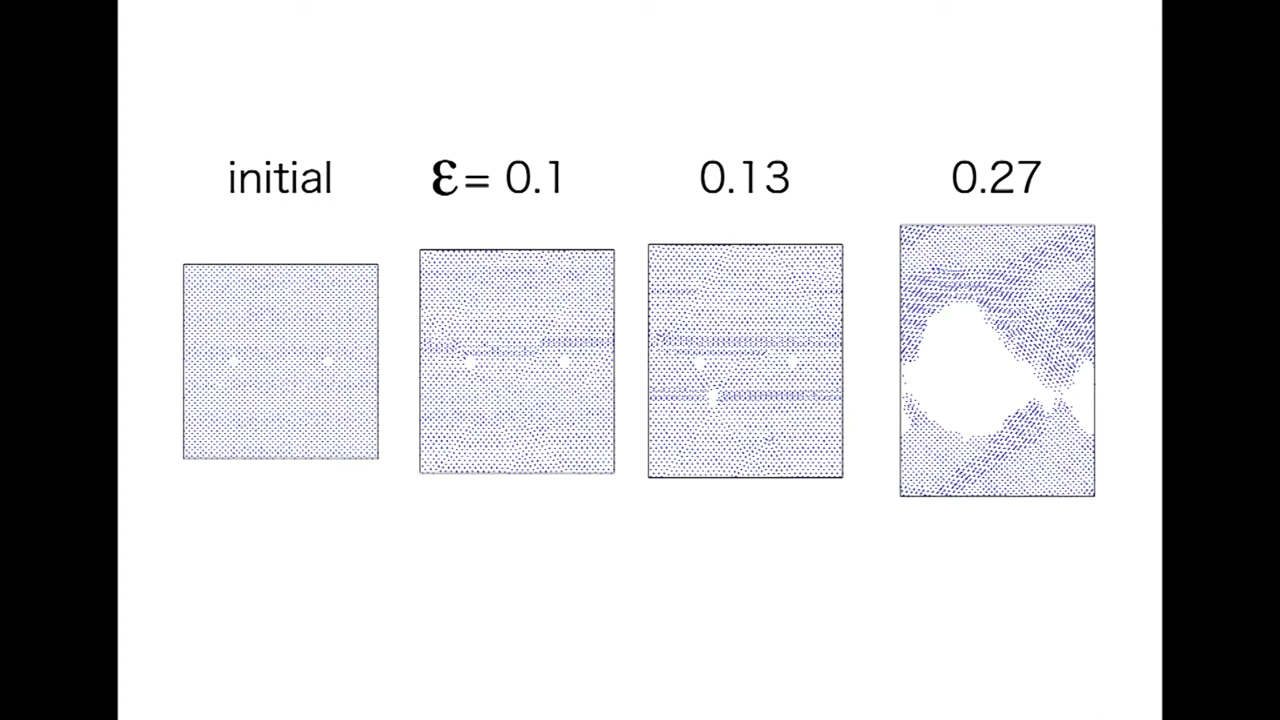 initial ε = 0.1 0.13 0.27